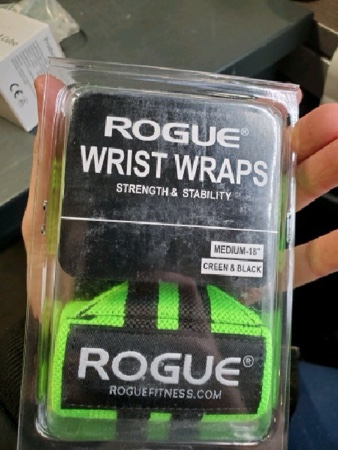 ROGUE®
WRIST WRAPS
STRENGTH & STABILITY
MEDIUM-18"
GREEN & BLACK
ROGUE®
ROGUEFITNESS.COM